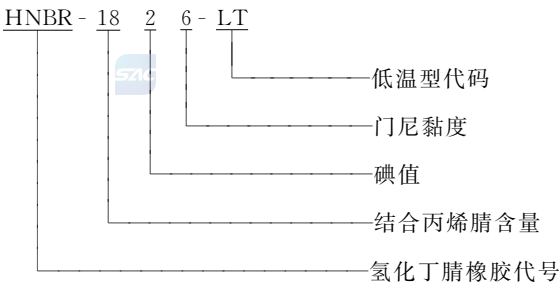 HNBR-18 2 6-LT
SAC
低温型代码
门尼黏度
碘值
结合丙烯腈含量
氢化丁腈橡胶代号